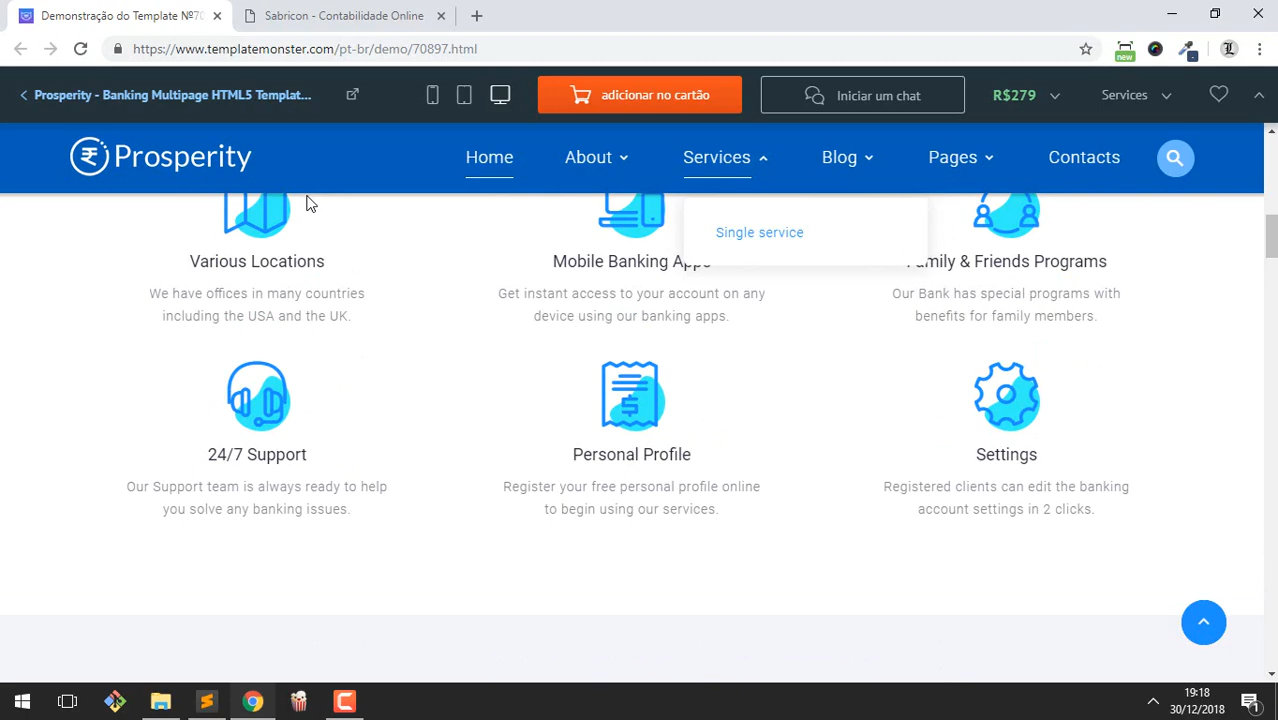 Demonstração do Template Nº70
Sabricon - Contabilidade Online
https://www.templatemonster.com/pt-br/demo/70897.html
new
Prosperity - Banking Multipage HTML5 Templat...
adicionar no cartão
Iniciar um chat
R$279
Services
Prosperity
Home
About
Services
Blog
Pages
Contacts
Single service
Various Locations
Mobile Banking Apps
Family & Friends Programs
We have offices in many countries
including the USA and the UK.
Get instant access to your account on any
device using our banking apps.
Our Bank has special programs with
benefits for family members.
24/7 Support
Personal Profile
Settings
Our Support team is always ready to help
you solve any banking issues.
Register your free personal profile online
to begin using our services.
Registered clients can edit the banking
account settings in 2 clicks.
19:18
30/12/2018
1